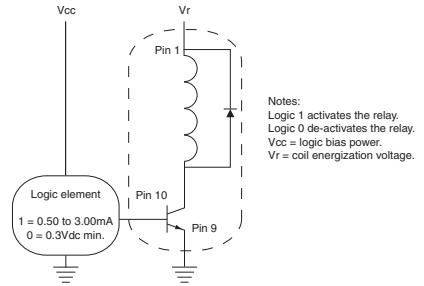 Vcc
Vr
Pin 1
Notes:
Logic 1 activates the relay.
Logic 0 de-activates the relay.
Vcc = logic bias power.
Vr = coil energization voltage.
Logic element
1 = 0.50 to 3.00mA
0 = 0.3Vdc min.
Pin 10
Pin 9